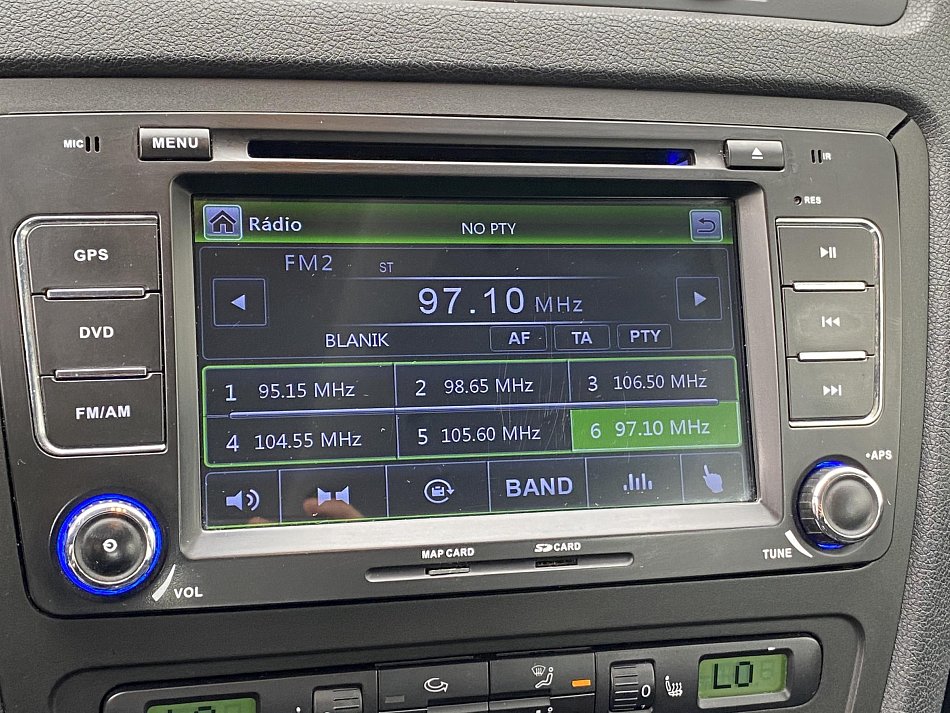 MIC
MENU
IR
RES
GPS
DVD
FM/AM
Rádio
NO PTY
FM2
ST
97.10 MHz
BLANIK
AF TA PTY
1 95.15 MHz
2 98.65 MHz
3 106.50 MHz
4 104.55 MHz
5 105.60 MHz
6 97.10 MHz
BAND
APS
VOL
MAP CARD
SD CARD
TUNE
0
LO
LO